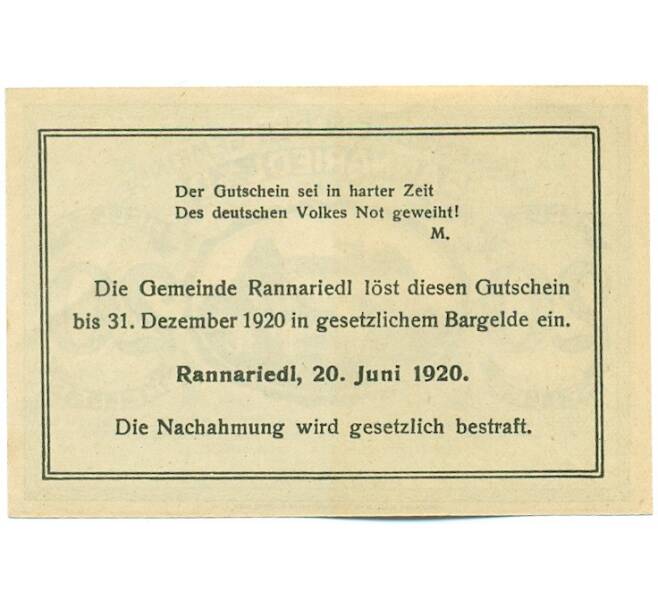 Der Gutschein sei in harter Zeit
Des deutschen Volkes Not geweiht!
M.
Die Gemeinde Rannariedl löst diesen Gutschein
bis 31. Dezember 1920 in gesetzlichem Bargelde ein.
Rannariedl, 20. Juni 1920.
Die Nachahmung wird gesetzlich bestraft.